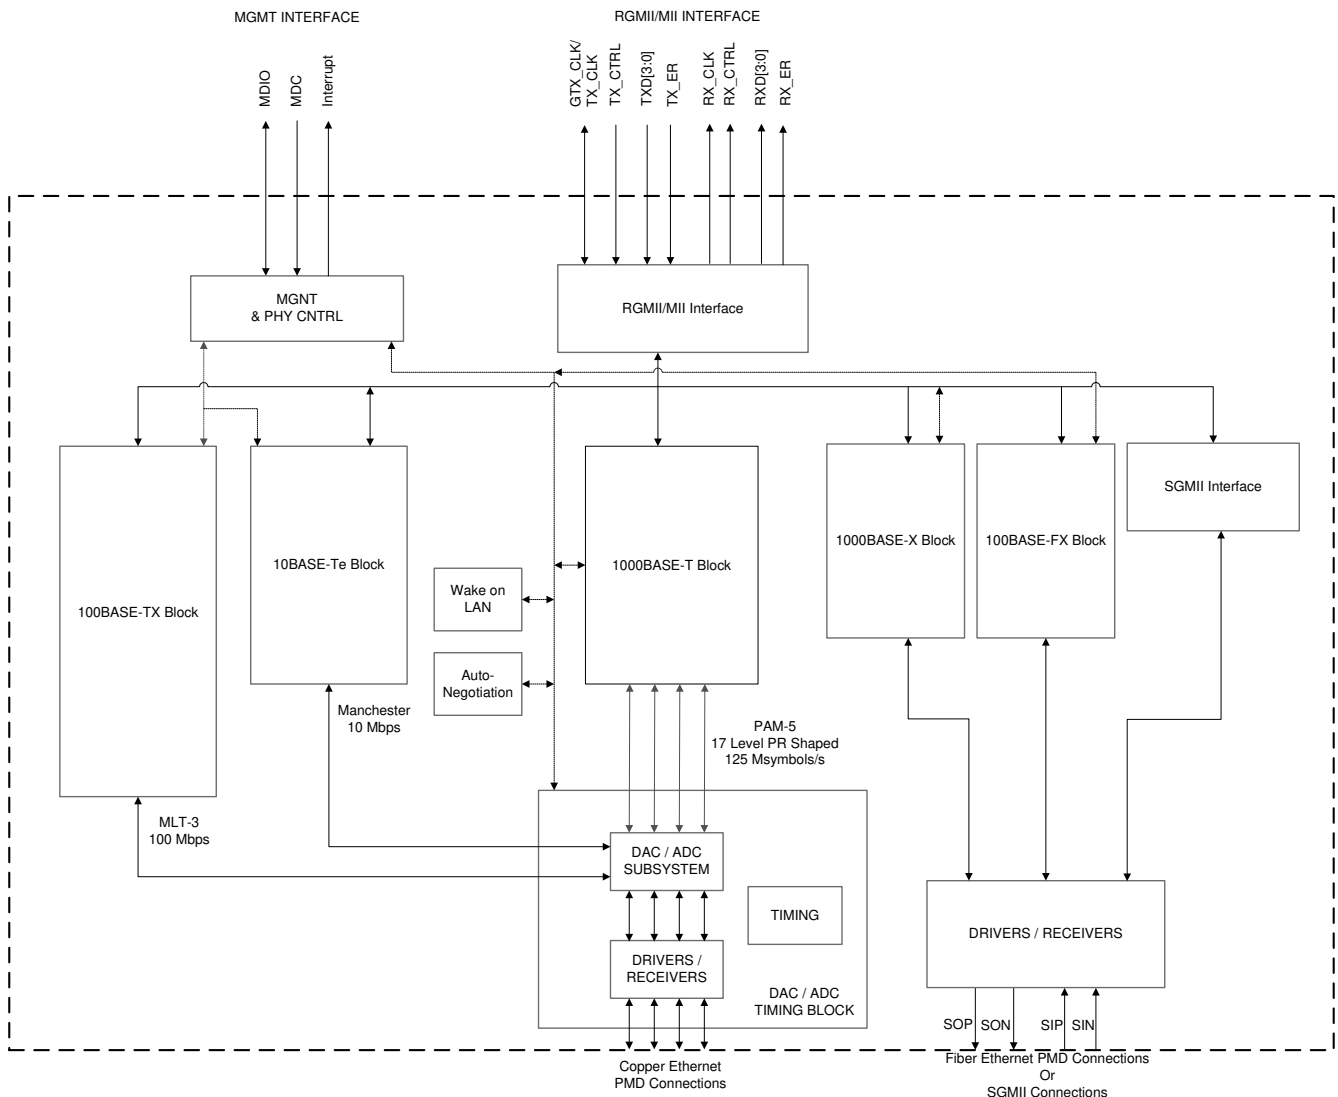 MGMT INTERFACE
RGMII/MII INTERFACE
MDIO
MDC
Interrupt
GTX_CLK/
TX_CLK
TX_CTRL
TXD[3:0]
TX_ER
RX_CLK
RX_CTRL
RXD[3:0]
RX_ER
MGNT
& PHY CNTRL
RGMII/MII Interface
100BASE-TX Block
10BASE-Te Block
Wake on
LAN
Auto-
Negotiation
1000BASE-T Block
1000BASE-X Block
100BASE-FX Block
SGMII Interface
Manchester
10 Mbps
PAM-5
17 Level PR Shaped
125 Msymbols/s
MLT-3
100 Mbps
DAC / ADC
SUBSYSTEM
TIMING
DRIVERS /
RECEIVERS
DAC / ADC
TIMING BLOCK
DRIVERS / RECEIVERS
SOP
SON
SIP
SIN
Copper Ethernet
PMD Connections
Fiber Ethernet PMD Connections
Or
SGMII Connections